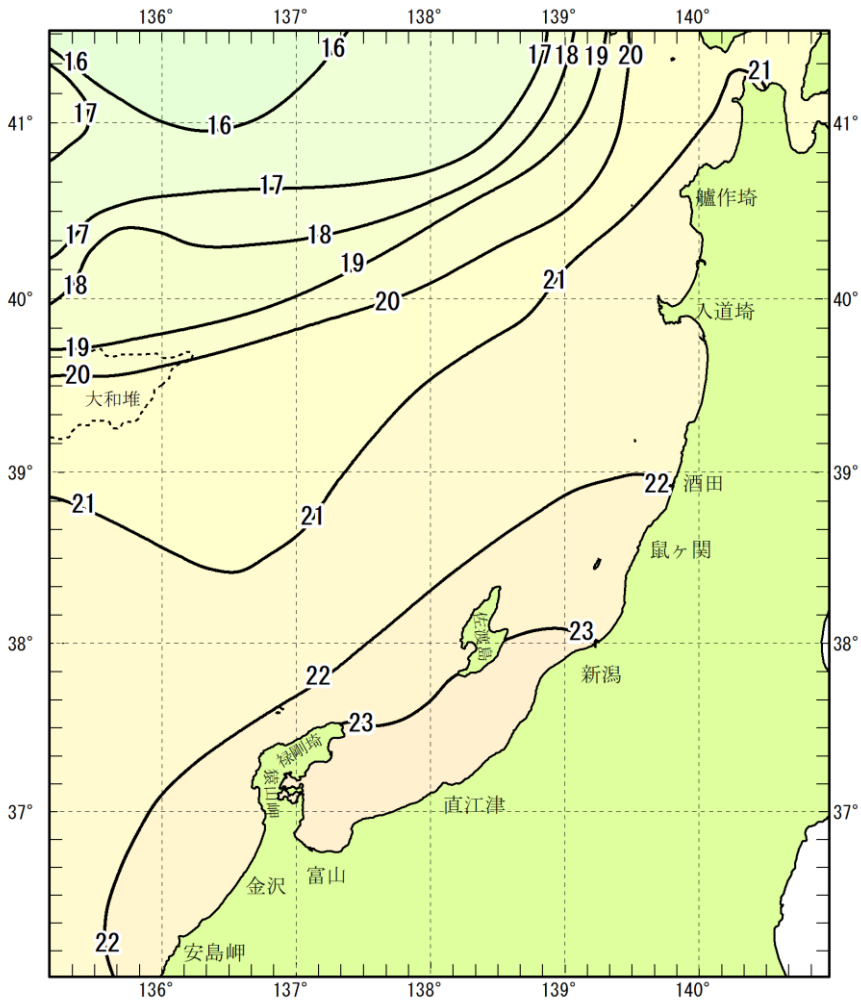 136° 137° 138° 139° 140°
16 16 17 18 19 20 21
17
41° 16 41°
17
艫作埼
17 18
19
18 21
40° 20 40°
入道埼
19
20
大和堆
39° 22 39°
酒田
21 21
鼠ヶ関
佐渡島
38° 23 38°
新潟
22
23
禄剛埼
猿山岬
37° 直江津 37°
富山
金沢
22
安島岬
136° 137° 138° 139° 140°